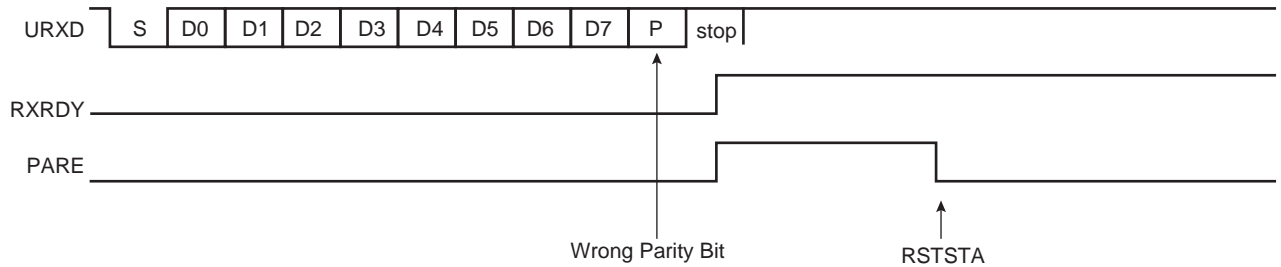 URXD S D0 D1 D2 D3 D4 D5 D6 D7 P stop
RXRDY
PARE
Wrong Parity Bit RSTSTA